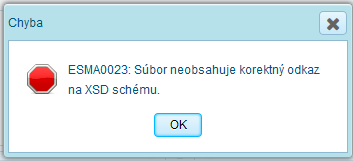 Chyba
ESMA0023: Súbor neobsahuje korektný odkaz
na XSD schému.
OK